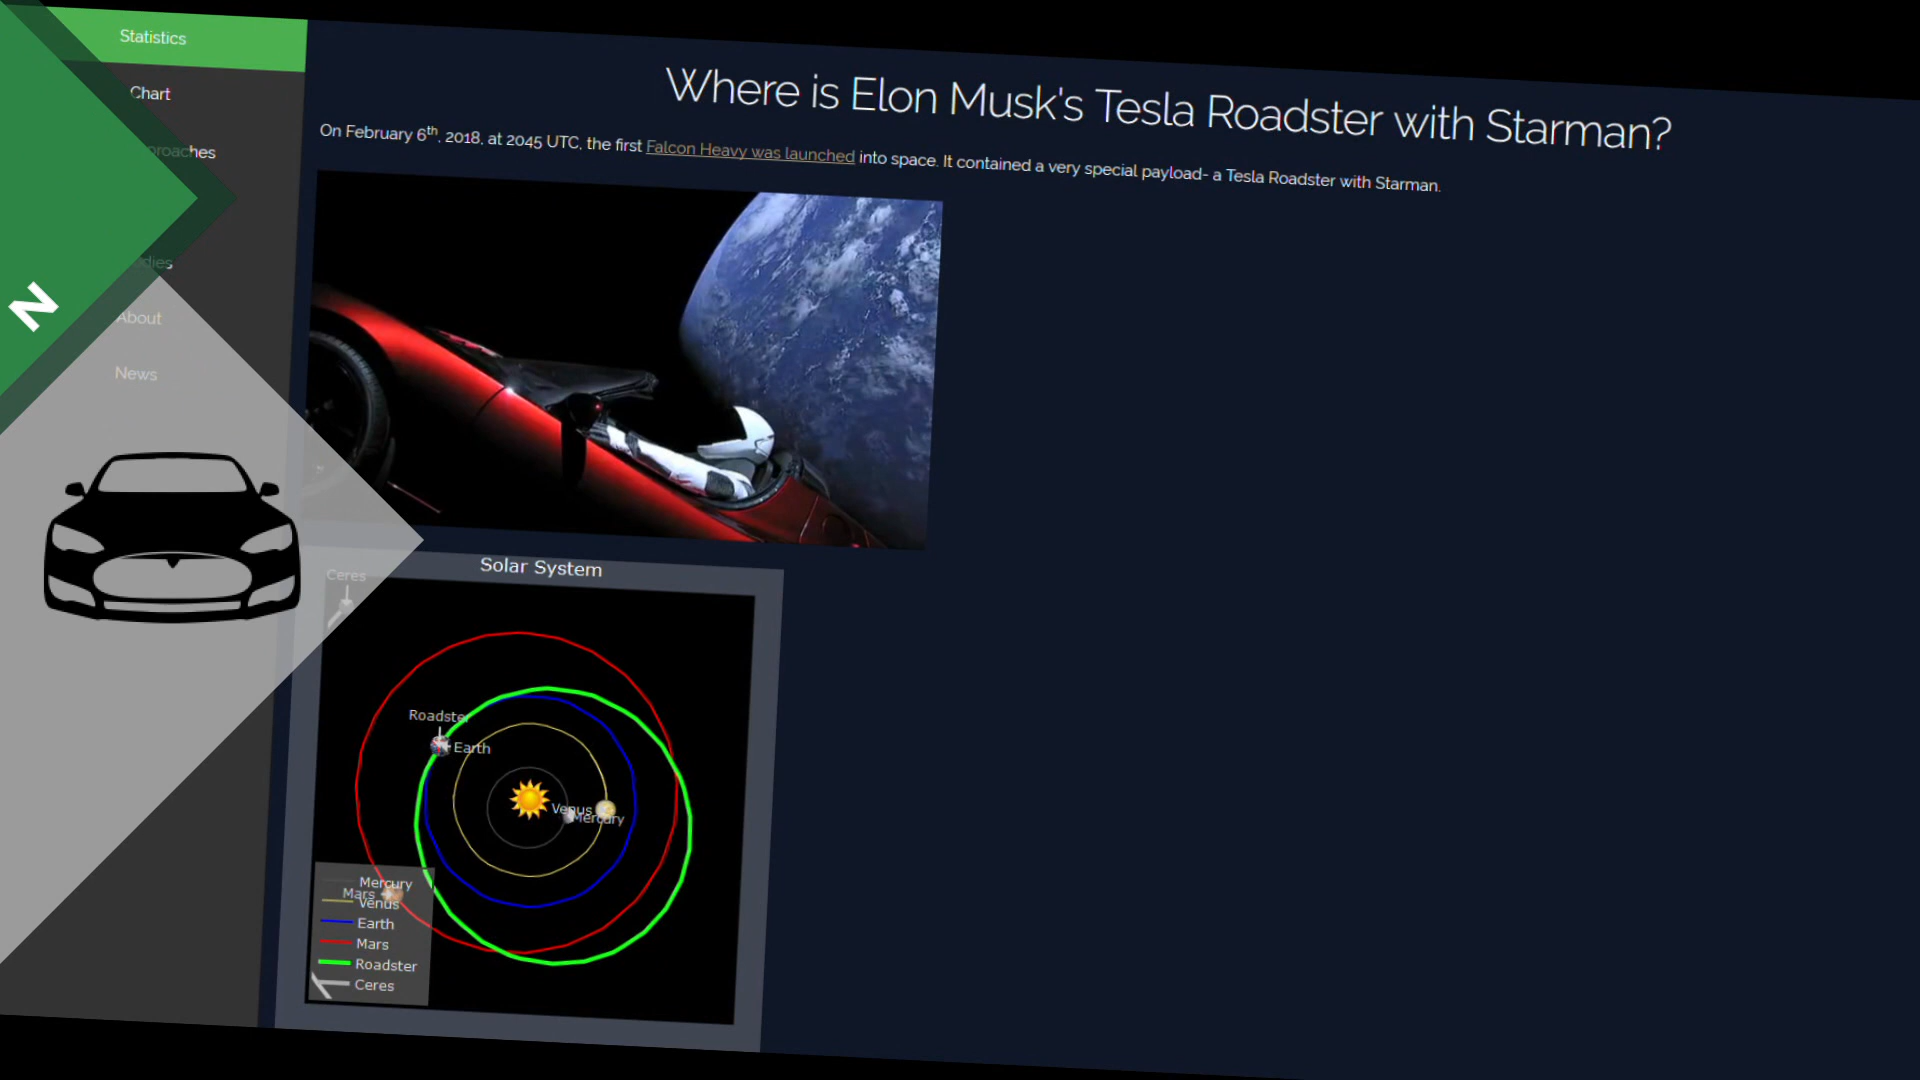 Statistics
Chart
About
News
N
Where is Elon Musk's Tesla Roadster with Starman?
On February 6th, 2018, at 2045 UTC, the first Falcon Heavy was launched into space. It contained a very special payload- a Tesla Roadster with Starman.
Solar System
Ceres
Roadster
Earth
Venus
Mercury
Mars
Mercury
Venus
Earth
Mars
Roadster
Ceres